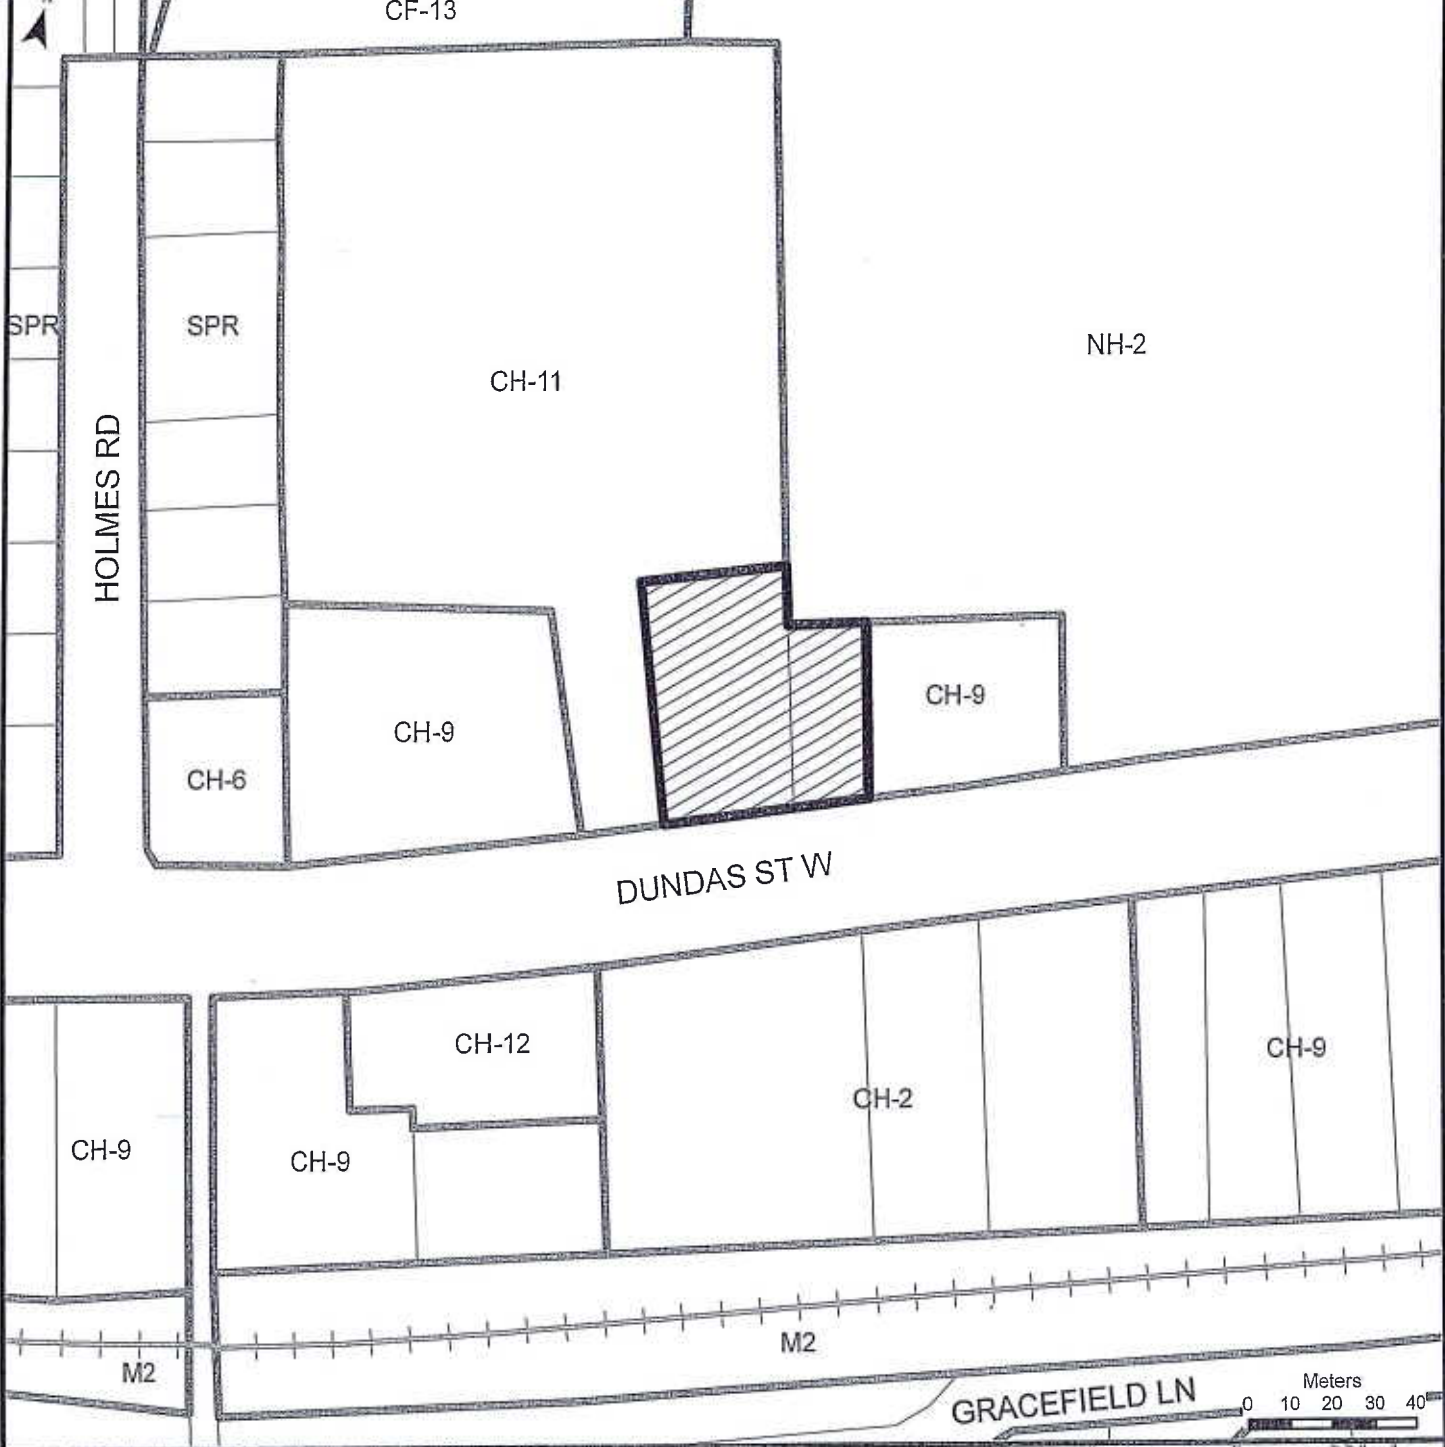 CF-13
SPR
SPR
NH-2
CH-11
HOLMES RD
CH-9
CH-9
CH-6
DUNDAS ST W
CH-12
CH-9
CH-2
CH-9
CH-9
M2
M2
GRACEFIELD LN
Meters
0 10 20 30 40